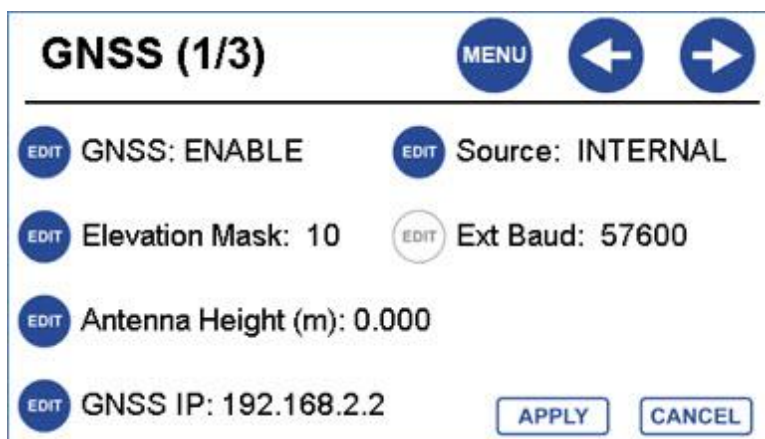 GNSS (1/3) MENU
EDIT GNSS: ENABLE EDIT Source: INTERNAL
EDIT Elevation Mask: 10 EDIT Ext Baud: 57600
EDIT Antenna Height (m): 0.000
EDIT GNSS IP: 192.168.2.2 APPLY CANCEL